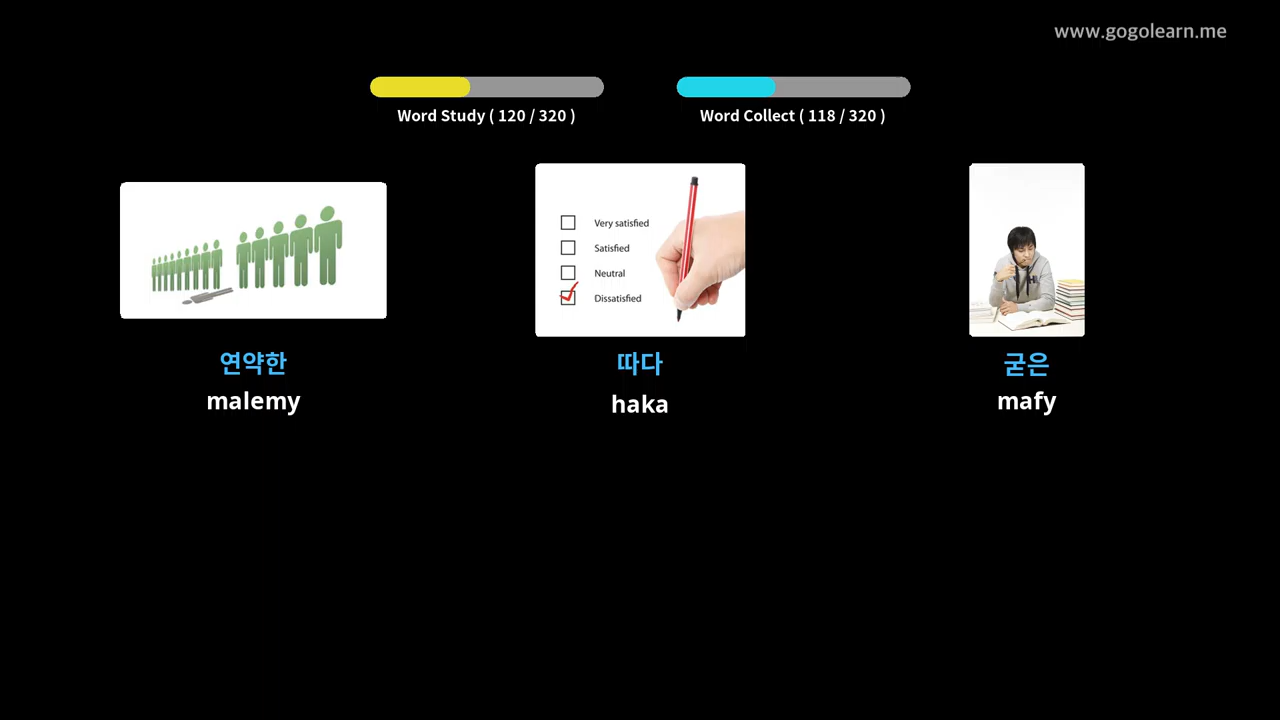 www.gogolearn.me
Word Study ( 120 / 320 )
Word Collect ( 118 / 320 )
Very satisfied
Satisfied
Neutral
Dissatisfied
연약한
malemy
따다
haka
굳은
mafy